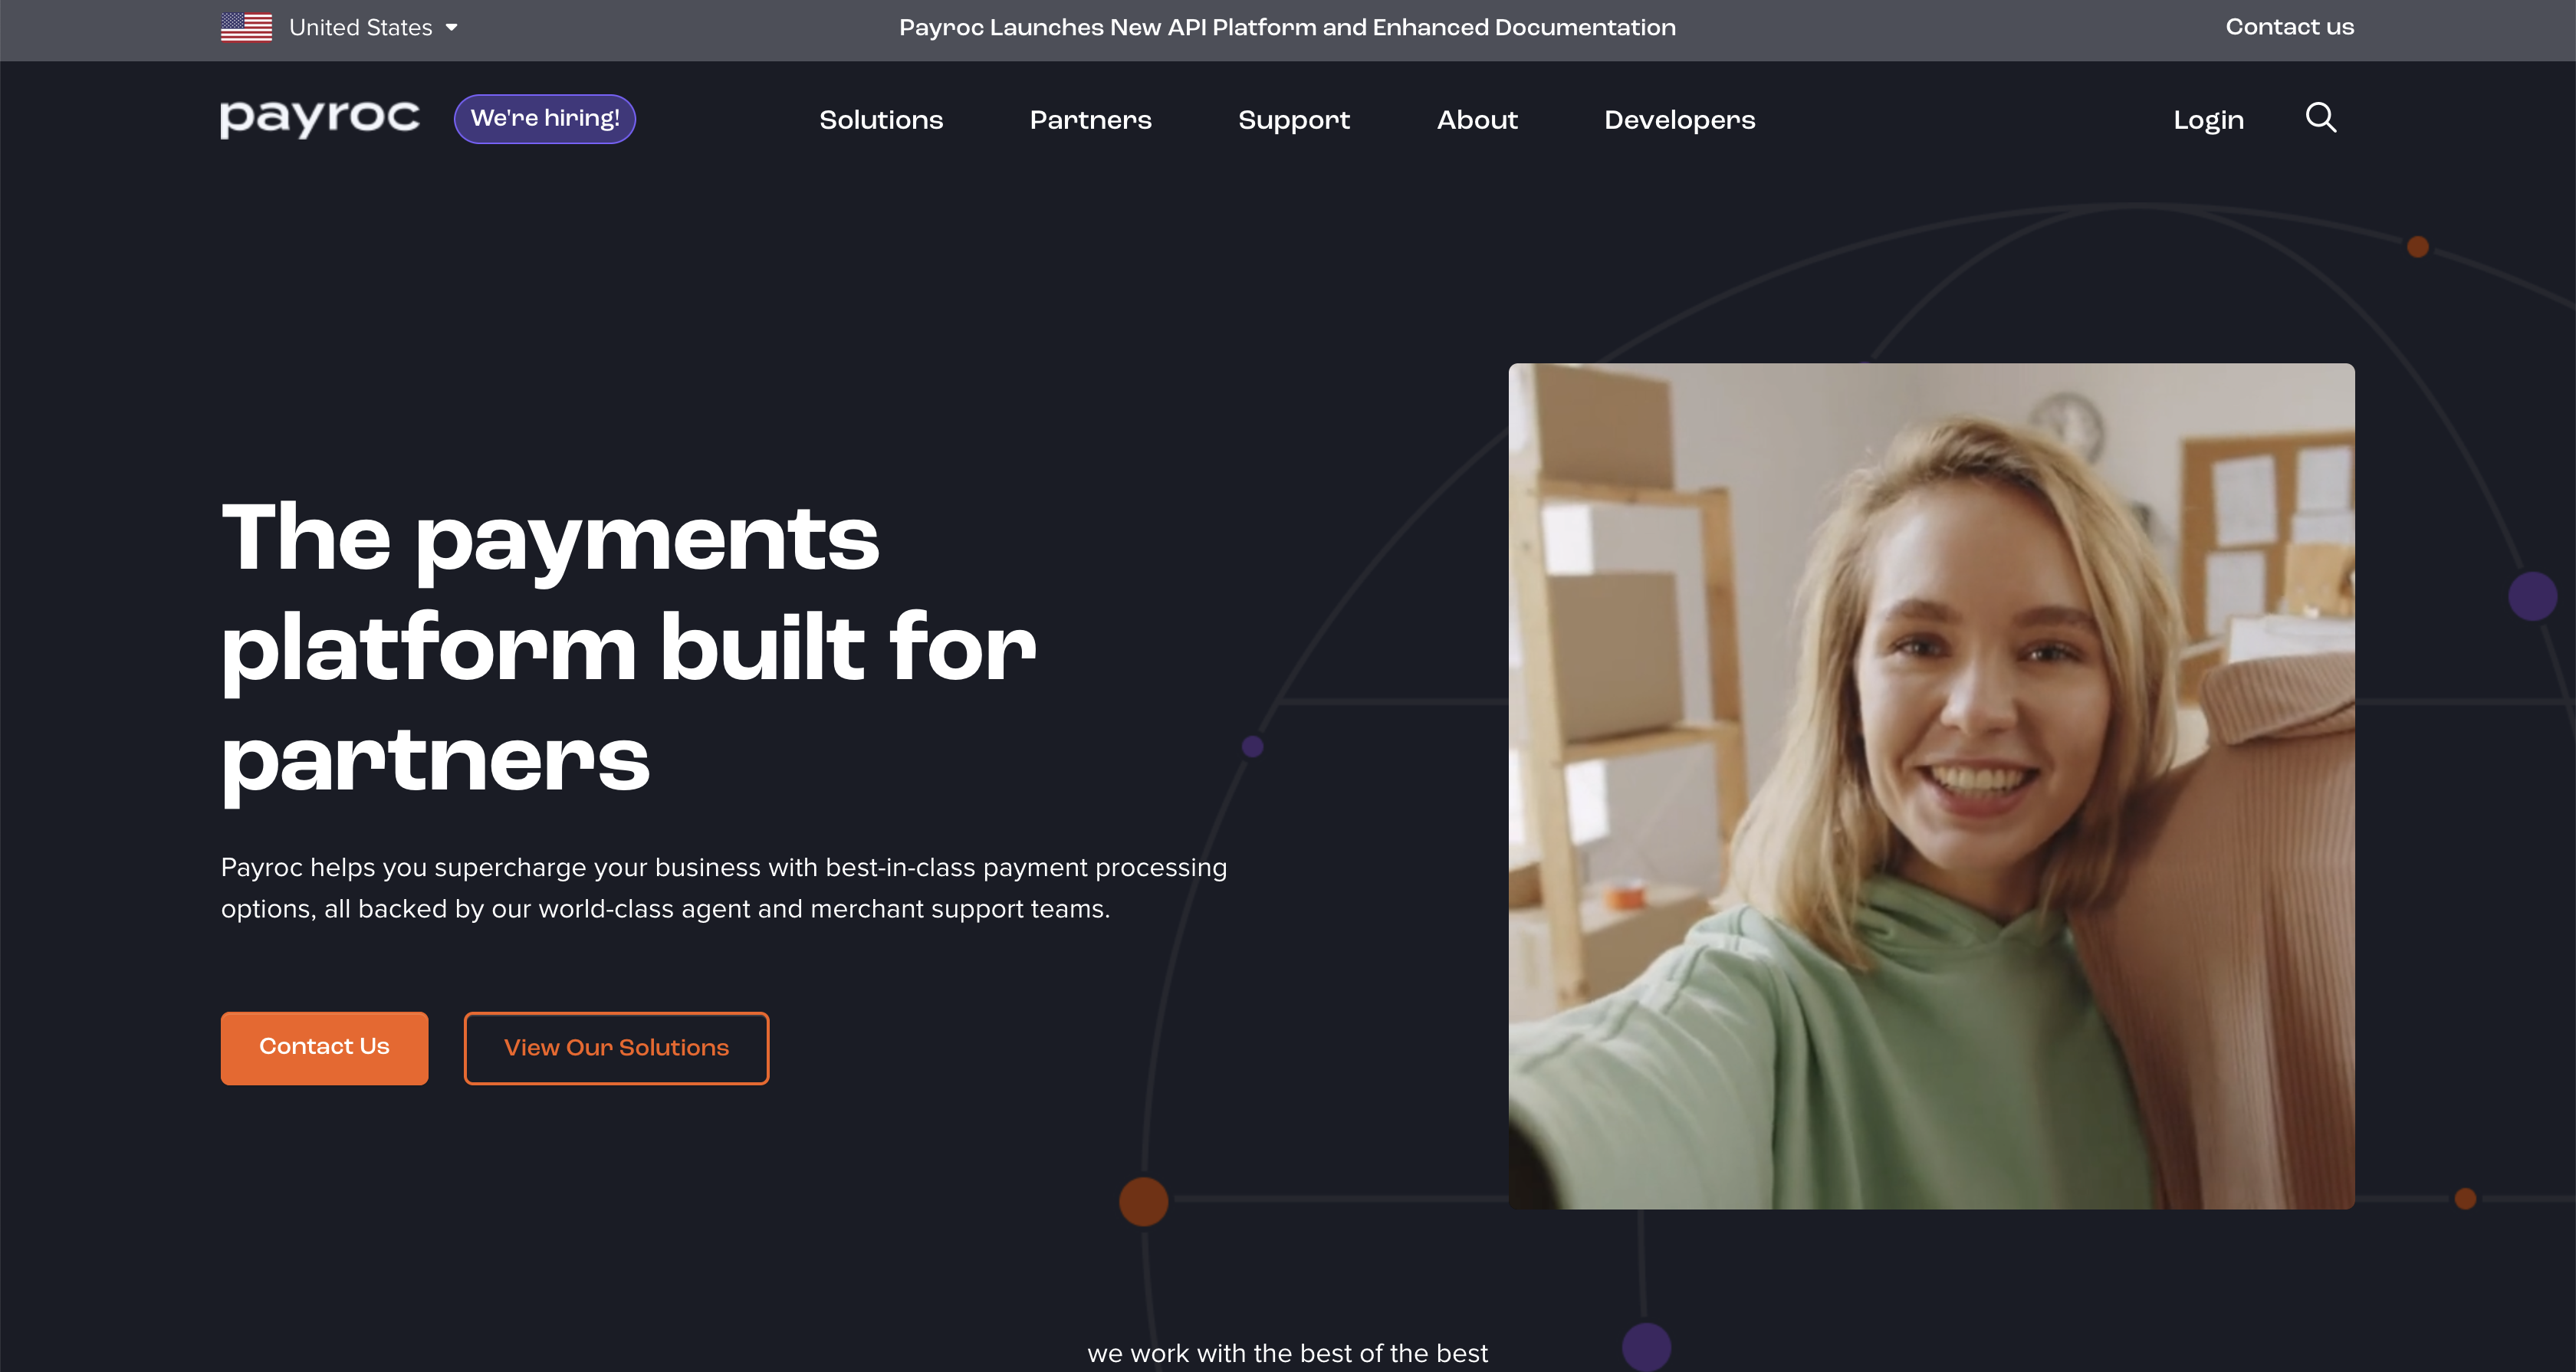 United States
Payroc Launches New API Platform and Enhanced Documentation
Contact us
payroc
We're hiring!
Solutions
Partners
Support
About
Developers
Login
The payments
platform built for
partners
Payroc helps you supercharge your business with best-in-class payment processing
options, all backed by our world-class agent and merchant support teams.
Contact Us
View Our Solutions
we work with the best of the best